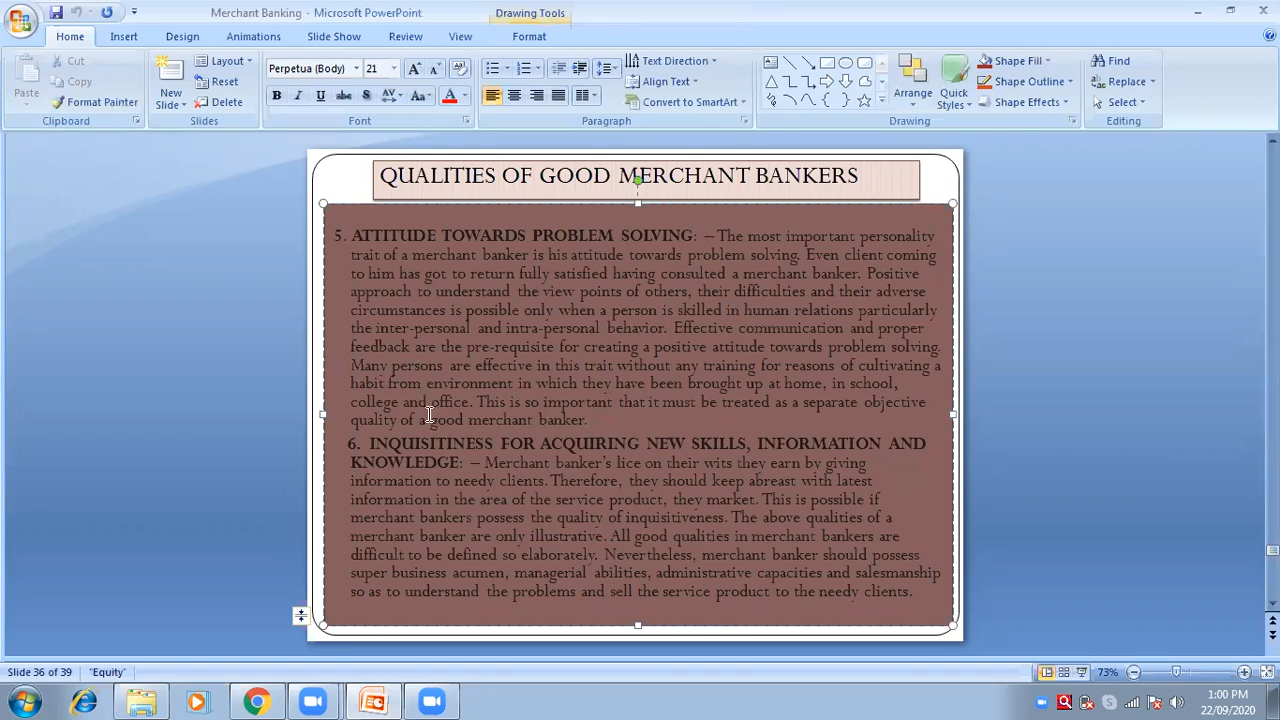 Merchant Banking - Microsoft PowerPoint
Drawing Tools
Home Insert Design Animations Slide Show Review View Format
Paste
Cut
Copy
Format Painter
Clipboard
New Slide
Layout
Reset
Delete
Slides
Perpetua (Body) 21
B I U abc S AV Aa A
Font
Text Direction
Align Text
Convert to SmartArt
Paragraph
Arrange
Quick Styles
Shape Fill
Shape Outline
Shape Effects
Drawing
Find
Replace
Select
Editing
QUALITIES OF GOOD MERCHANT BANKERS
5. ATTITUDE TOWARDS PROBLEM SOLVING: – The most important personality
trait of a merchant banker is his attitude towards problem solving. Even client coming
to him has got to return fully satisfied having consulted a merchant banker. Positive
approach to understand the view points of others, their difficulties and their adverse
circumstances is possible only when a person is skilled in human relations particularly
the inter-personal and intra-personal behavior. Effective communication and proper
feedback are the pre-requisite for creating a positive attitude towards problem solving.
Many persons are effective in this trait without any training for reasons of cultivating a
habit from environment in which they have been brought up at home, in school,
college and office. This is so important that it must be treated as a separate objective
quality of a good merchant banker.
6. INQUISITINESS FOR ACQUIRING NEW SKILLS, INFORMATION AND
KNOWLEDGE: – Merchant banker's lice on their wits they earn by giving
information to needy clients. Therefore, they should keep abreast with latest
information in the area of the service product, they market. This is possible if
merchant bankers possess the quality of inquisitiveness. The above qualities of a
merchant banker are only illustrative. All good qualities in merchant bankers are
difficult to be defined so elaborately. Nevertheless, merchant banker should possess
super business acumen, managerial abilities, administrative capacities and salesmanship
so as to understand the problems and sell the service product to the needy clients.
Slide 36 of 39 "Equity" 73%
1:00 PM
22/09/2020